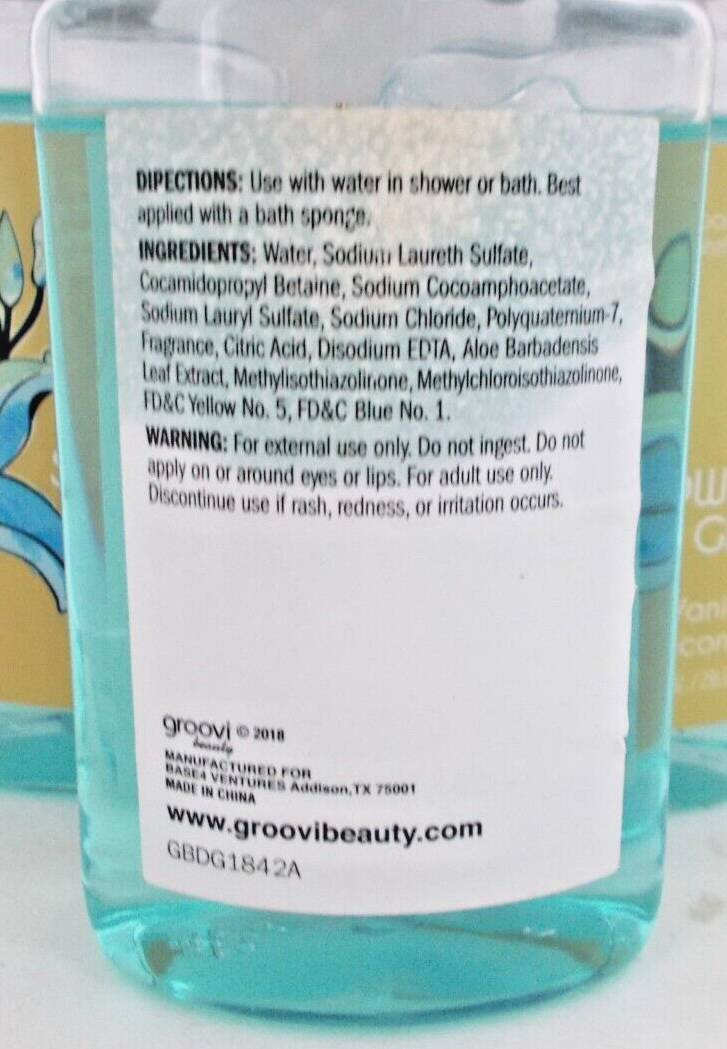 DIRECTIONS: Use with water in shower or bath. Best
applied with a bath sponge.
INGREDIENTS: Water, Sodium Laureth Sulfate,
Cocamidopropyl Betaine, Sodium Cocoamphoacetate,
Sodium Lauryl Sulfate, Sodium Chloride, Polyquaternium-7,
Fragrance, Citric Acid, Disodium EDTA, Aloe Barbadensis
Leaf Extract, Methylisothiazolinone, Methylchloroisothiazolinone,
FD&C Yellow No. 5, FD&C Blue No. 1.
WARNING: For external use only. Do not ingest. Do not
apply on or around eyes or lips. For adult use only.
Discontinue use if rash, redness, or irritation occurs.
groovi © 2018
beauty
MANUFACTURED FOR
BASE4 VENTURES Addison, TX 75001
MADE IN CHINA
www.groovibeauty.com
GBDG1842A